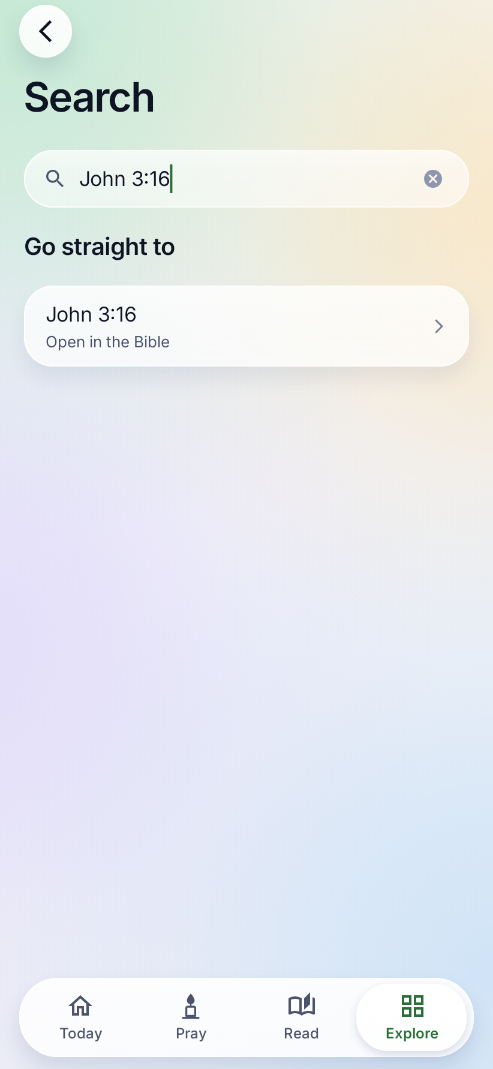 Search
John 3:16
Go straight to
John 3:16
Open in the Bible
Today
Pray
Read
Explore